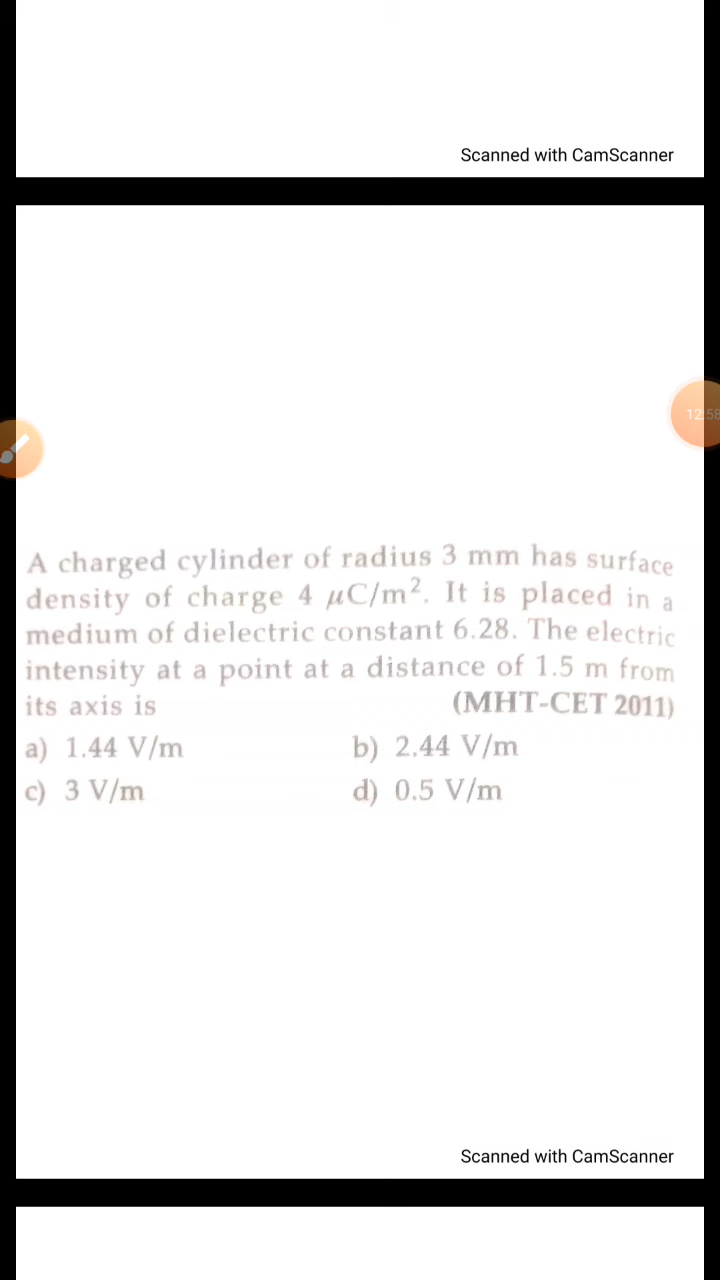 Scanned with CamScanner
12:58
A charged cylinder of radius 3 mm has surface
density of charge 4 μC/m². It is placed in a
medium of dielectric constant 6.28. The electric
intensity at a point at a distance of 1.5 m from
its axis is (MHT-CET 2011)
a) 1.44 V/m b) 2.44 V/m
c) 3 V/m d) 0.5 V/m
Scanned with CamScanner